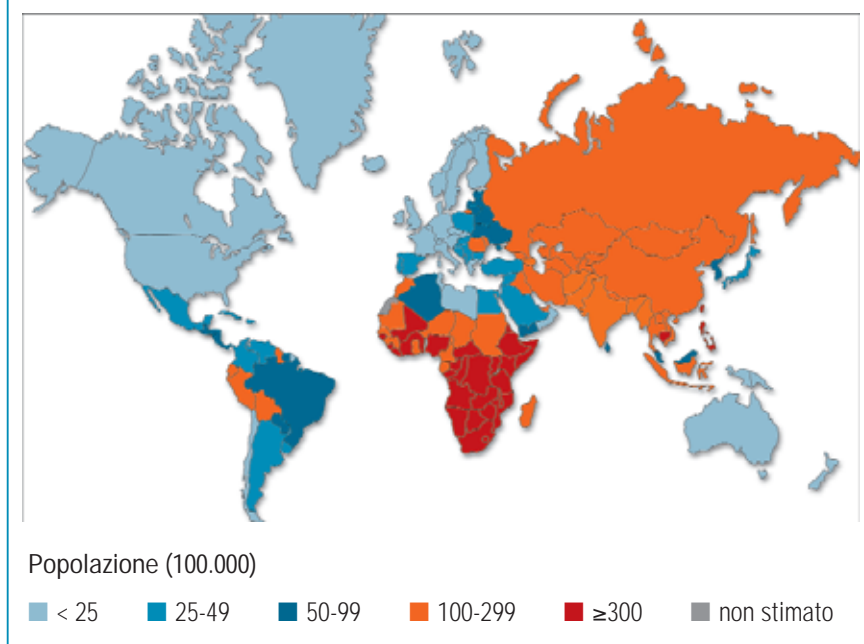 Popolazione (100.000)
< 25 25-49 50-99 100-299 ≥300 non stimato